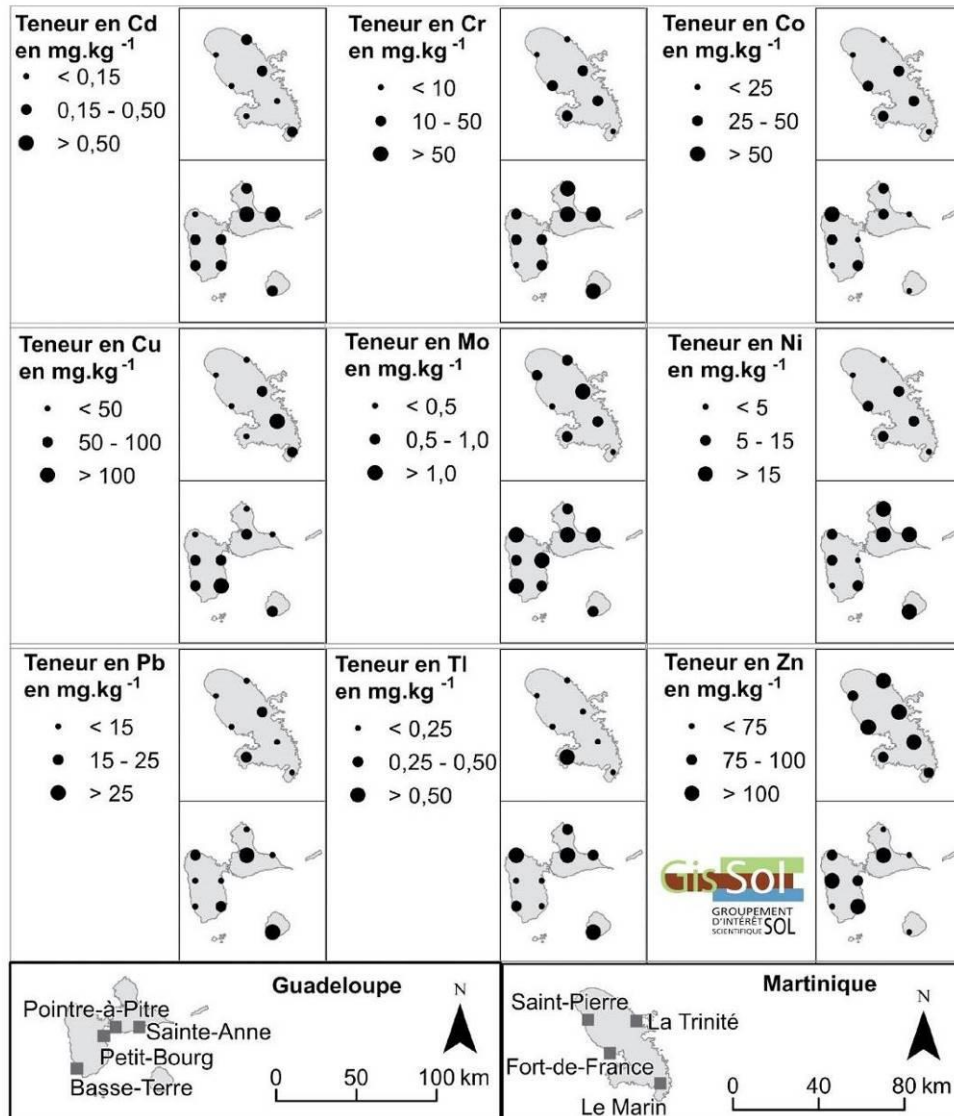 Teneur en Cd
en mg.kg -1
< 0,15
0,15 - 0,50
> 0,50
Teneur en Cr
en mg.kg -1
< 10
10 - 50
> 50
Teneur en Co
en mg.kg -1
< 25
25 - 50
> 50
Teneur en Cu
en mg.kg -1
< 50
50 - 100
> 100
Teneur en Mo
en mg.kg -1
< 0,5
0,5 - 1,0
> 1,0
Teneur en Ni
en mg.kg -1
< 5
5 - 15
> 15
Teneur en Pb
en mg.kg -1
< 15
15 - 25
> 25
Teneur en Tl
en mg.kg -1
< 0,25
0,25 - 0,50
> 0,50
Teneur en Zn
en mg.kg -1
< 75
75 - 100
> 100
Gis Sol
GROUPEMENT
D'INTÉRÊT
SCIENTIFIQUE SOL
Guadeloupe
N
Pointre-à-Pitre
Sainte-Anne
Petit-Bourg
Basse-Terre
0 50 100 km
Martinique
N
Saint-Pierre
La Trinité
Fort-de-France
Le Marin
0 40 80 km